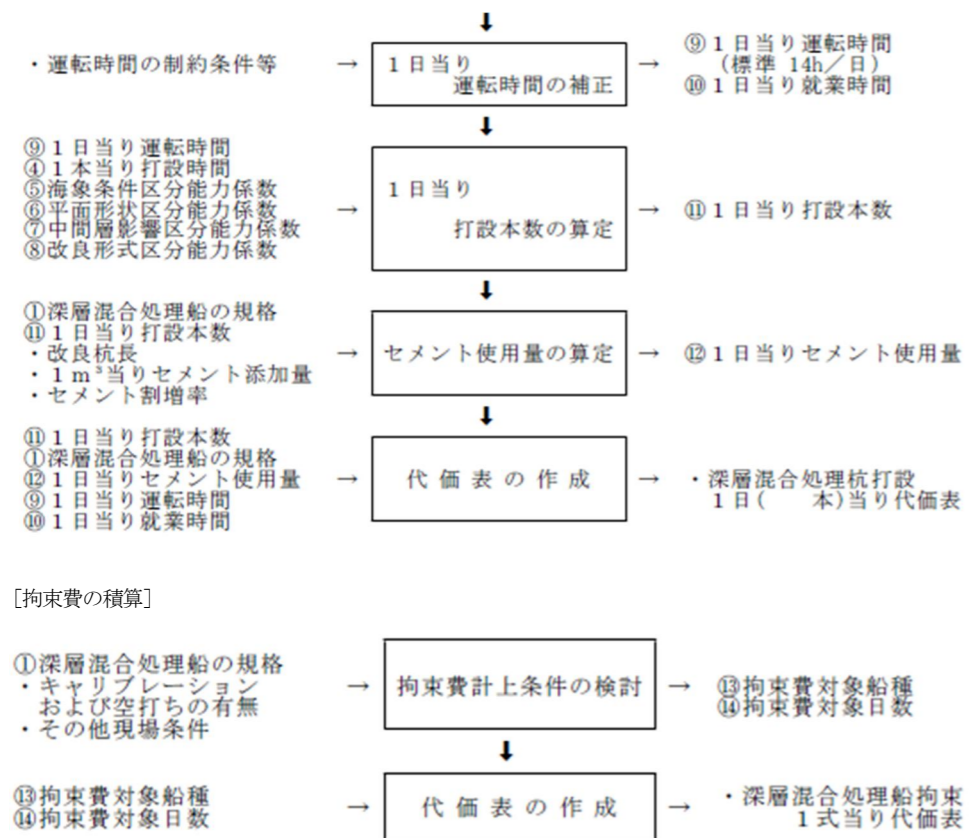 ⬇
・運転時間の制約条件等 → 1日当り → ⑨1日当り運転時間
運転時間の補正 (標準 14h/日)
⑩1日当り就業時間
⬇
⑨1日当り運転時間
④1本当り打設時間
⑤海象条件区分能力係数
⑥平面形状区分能力係数
⑦中間層影響区分能力係数
⑧改良形式区分能力係数
→
1日当り
打設本数の算定
→ ⑪1日当り打設本数
⬇
①深層混合処理船の規格
⑪1日当り打設本数
・改良杭長
・1m³当りセメント添加量
・セメント割増率
→ セメント使用量の算定 → ⑫1日当りセメント使用量
⬇
⑪1日当り打設本数
①深層混合処理船の規格
⑫1日当りセメント使用量
⑨1日当り運転時間
⑩1日当り就業時間
→ 代価表の作成 → ・深層混合処理杭打設
1日(　　本)当り代価表
[拘束費の積算]
①深層混合処理船の規格
・キャリブレーション
および空打ちの有無
・その他現場条件
→ 拘束費計上条件の検討 → ⑬拘束費対象船種
⑭拘束費対象日数
⬇
⑬拘束費対象船種
⑭拘束費対象日数
→ 代価表の作成 → ・深層混合処理船拘束
1式当り代価表